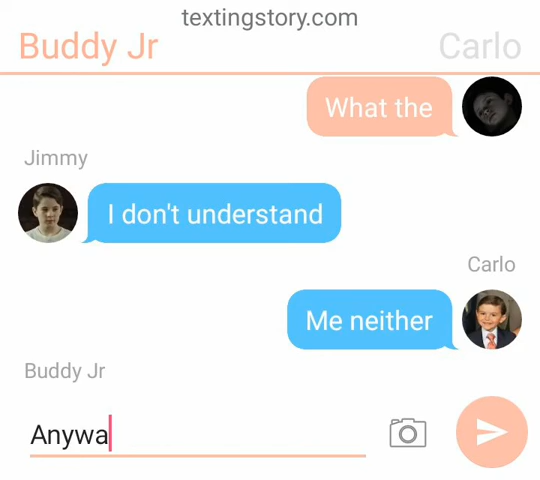 textingstory.com
Buddy Jr
Carlo
What the
Jimmy
I don't understand
Carlo
Me neither
Buddy Jr
Anywa